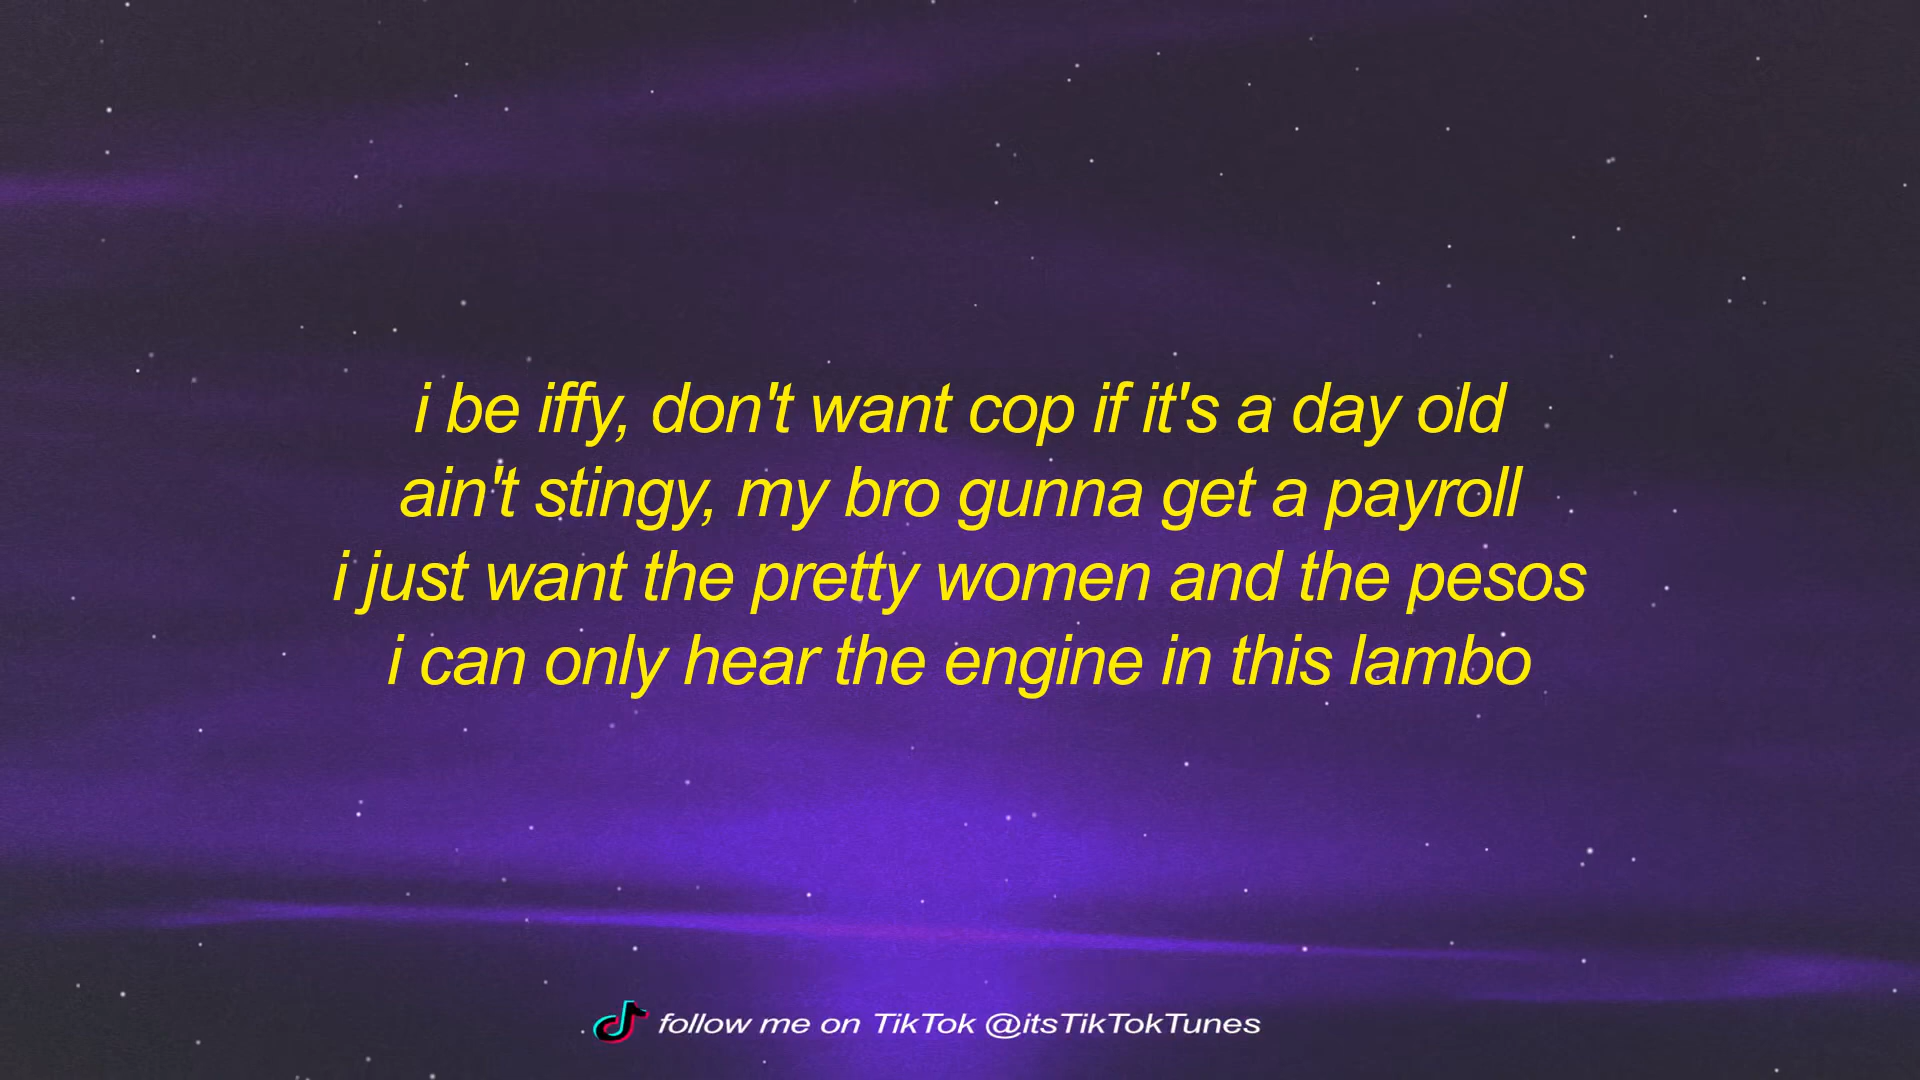 i be iffy, don't want cop if it's a day old
ain't stingy, my bro gunna get a payroll
i just want the pretty women and the pesos
i can only hear the engine in this lambo
follow me on TikTok @itsTikTokTunes